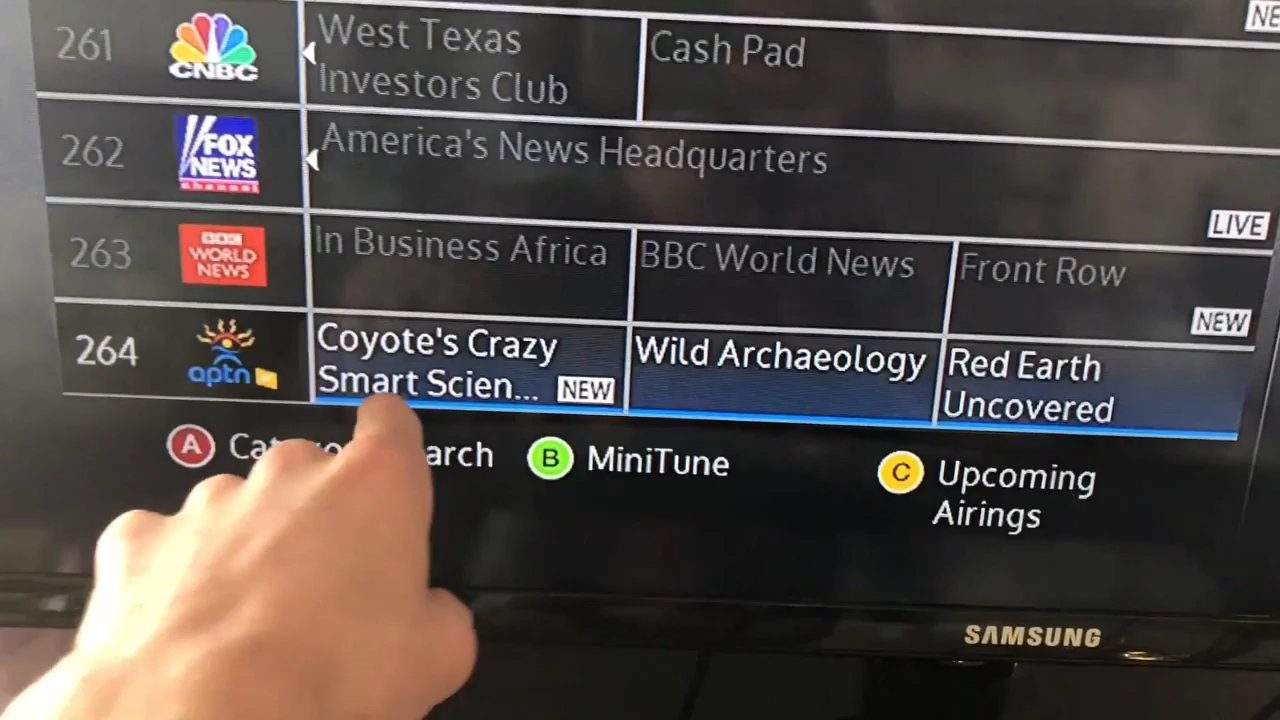 NE
261
CNBC
West Texas
Investors Club
Cash Pad
262
FOX
NEWS
channel
America's News Headquarters
LIVE
263
BBC
WORLD
NEWS
In Business Africa
BBC World News
Front Row
NEW
264
aptn
Coyote's Crazy
Smart Scien...
NEW
Wild Archaeology
Red Earth
Uncovered
A
B
MiniTune
C
Upcoming
Airings
SAMSUNG